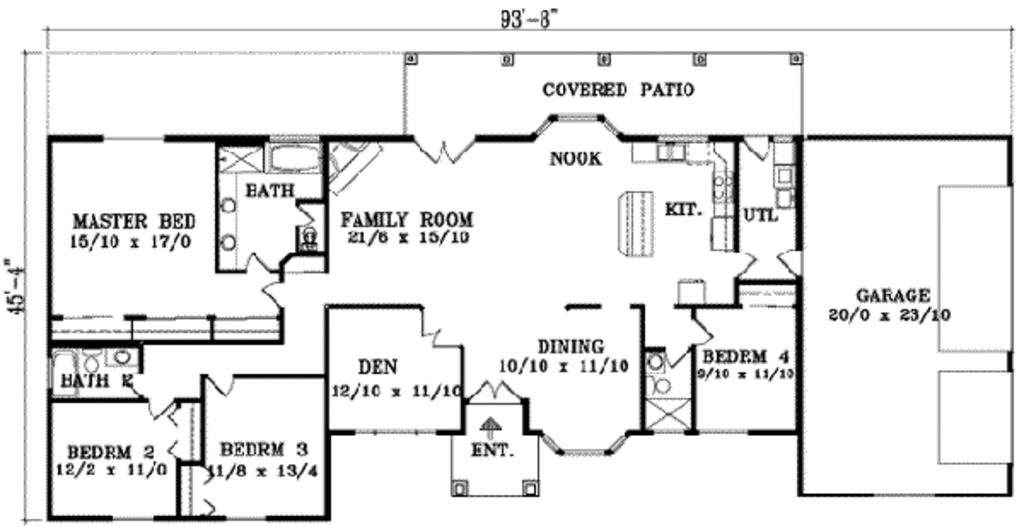 93'-8"
COVERED PATIO
NOOK
BATH
MASTER BED
15/10 x 17/0
FAMILY ROOM
21/6 x 15/10
KIT.
UTL
45'-4"
GARAGE
20/0 x 23/10
DINING
10/10 x 11/10
BEDRM 4
9/10 x 11/10
DEN
12/10 x 11/10
BATH 2
BEDRM 2
12/2 x 11/0
BEDRM 3
11/8 x 13/4
ENT.